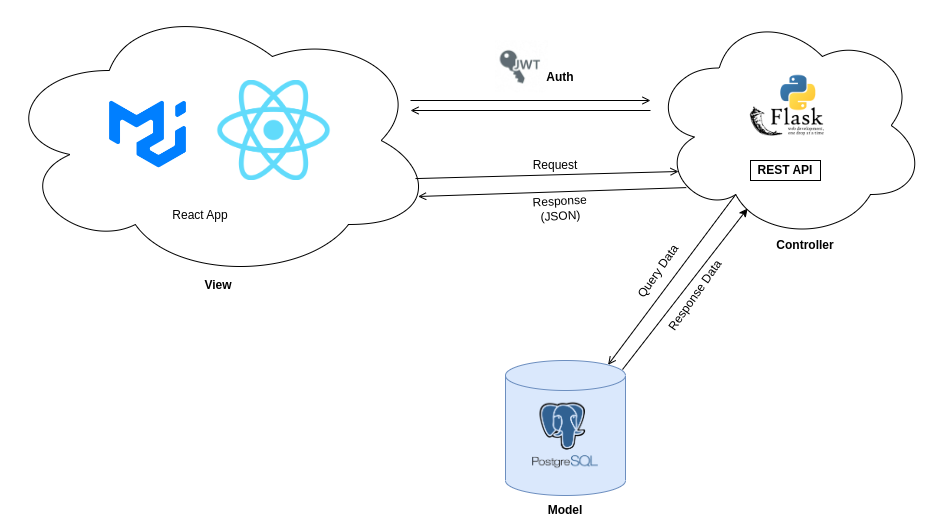 JWT
Auth
Flask
web development,
one drop at a time
REST API
Request
Response
(JSON)
React App
View
Controller
Query Data
Response Data
PostgreSQL
Model